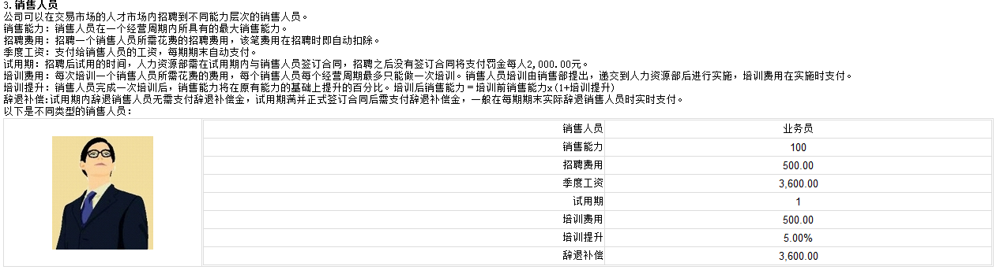 3.销售人员
公司可以在交易市场的人才市场内招聘到不同能力层次的销售人员。
销售能力：销售人员在一个经营周期内所具有的最大销售能力。
招聘费用：招聘一个销售人员所需花费的招聘费用，该笔费用在招聘时即自动扣除。
季度工资：支付给销售人员的工资，每期期末自动支付。
试用期：招聘后试用的时间，人力资源部需在试用期内与销售人员签订合同，招聘之后没有签订合同将支付罚金每人2,000.00元。
培训费用：每次培训一个销售人员所需花费的费用，每个销售人员每个经营周期最多只能做一次培训。销售人员培训由销售部提出，递交到人力资源部后进行实施，培训费用在实施时支付。
培训提升：销售人员完成一次培训后，销售能力将在原有能力的基础上提升的百分比。培训后销售能力＝培训前销售能力x(1+培训提升)
辞退补偿:试用期内辞退销售人员无需支付辞退补偿金，试用期满并正式签订合同后需支付辞退补偿金，一般在每期期末实际辞退销售人员时实时支付。
以下是不同类型的销售人员：
销售人员 业务员
销售能力 100
招聘费用 500.00
季度工资 3,600.00
试用期 1
培训费用 500.00
培训提升 5.00%
辞退补偿 3,600.00